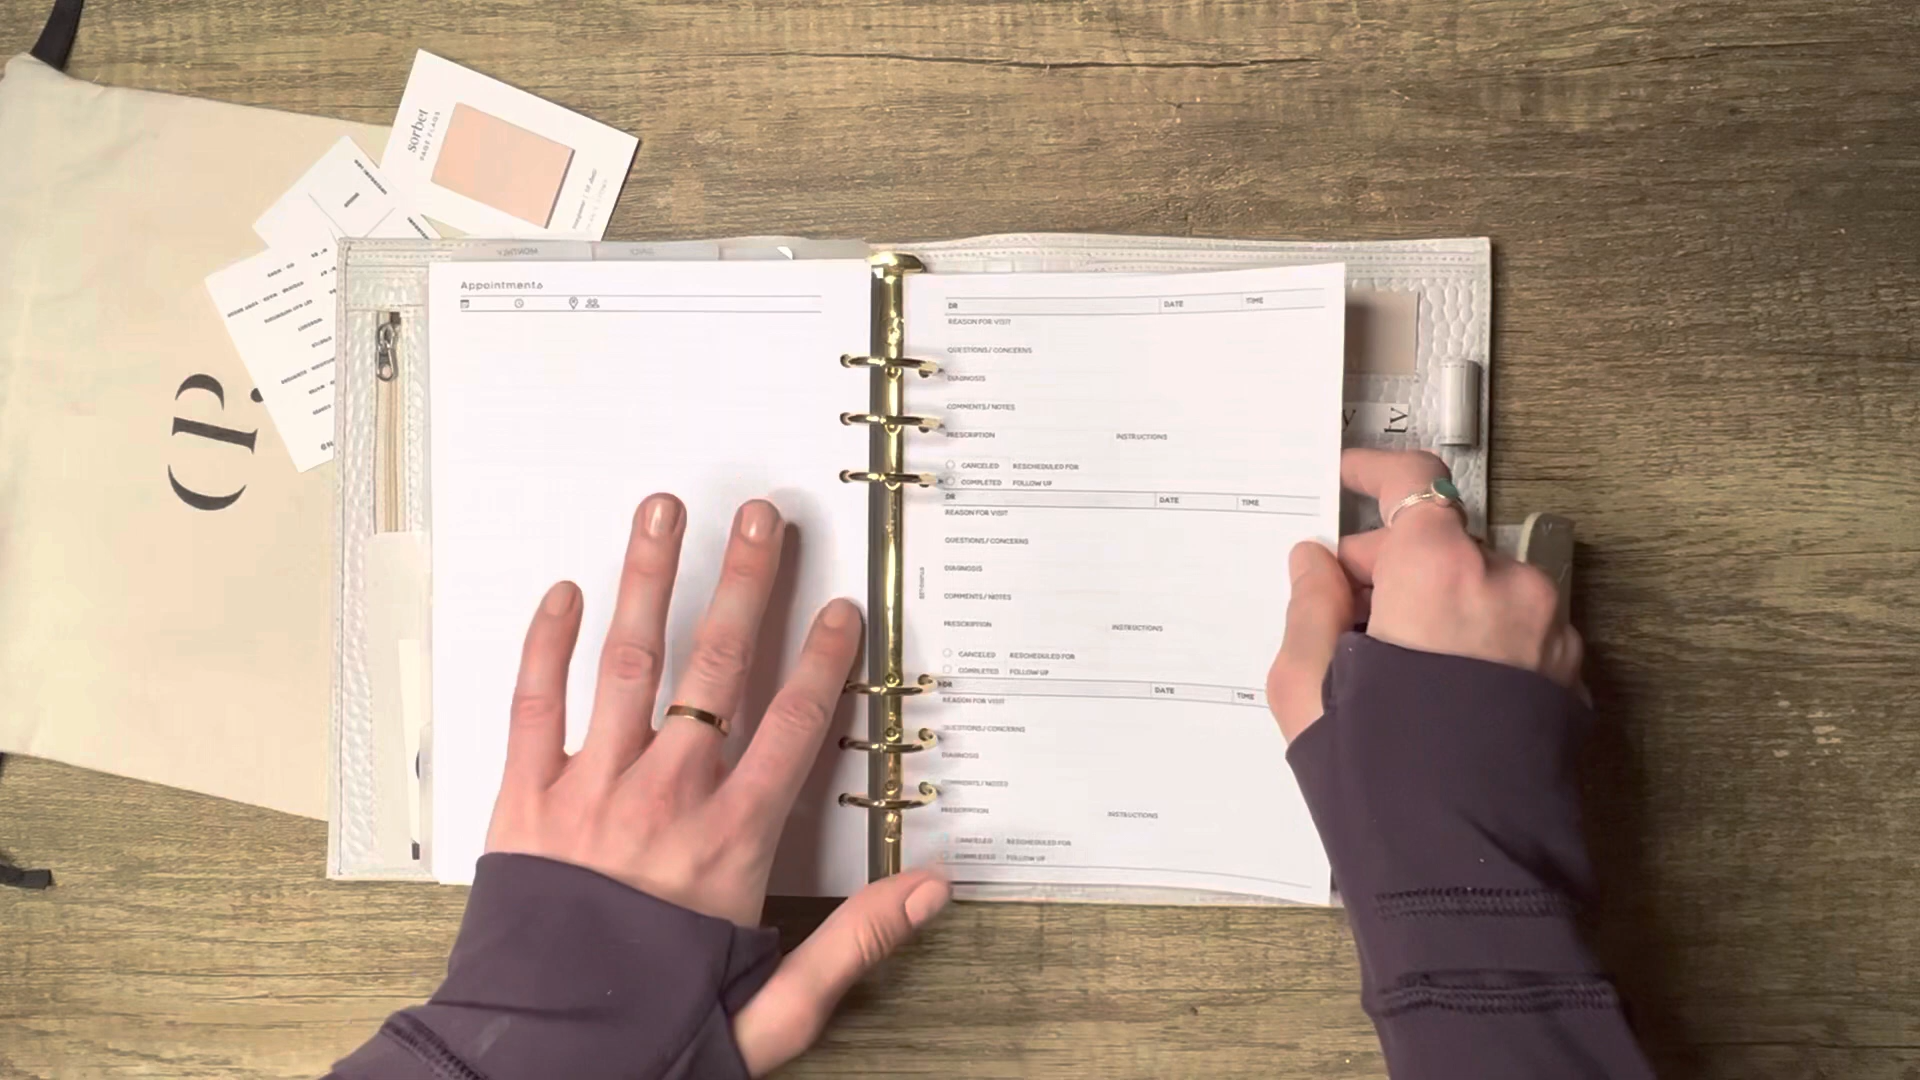 sorbet
PAGE FLAGS
CP.
MONTHLY
DAILY
Appointments
DR DATE TIME
REASON FOR VISIT
QUESTIONS/ CONCERNS
DIAGNOSIS
COMMENTS/ NOTES
PRESCRIPTION INSTRUCTIONS
CANCELED RESCHEDULED FOR
COMPLETED FOLLOW UP
DR DATE TIME
REASON FOR VISIT
QUESTIONS/ CONCERNS
DIAGNOSIS
COMMENTS/ NOTES
PRESCRIPTION INSTRUCTIONS
CANCELED RESCHEDULED FOR
COMPLETED FOLLOW UP
DR DATE TIME
REASON FOR VISIT
QUESTIONS/ CONCERNS
DIAGNOSIS
COMMENTS/ NOTES
PRESCRIPTION INSTRUCTIONS
CANCELED RESCHEDULED FOR
COMPLETED FOLLOW UP